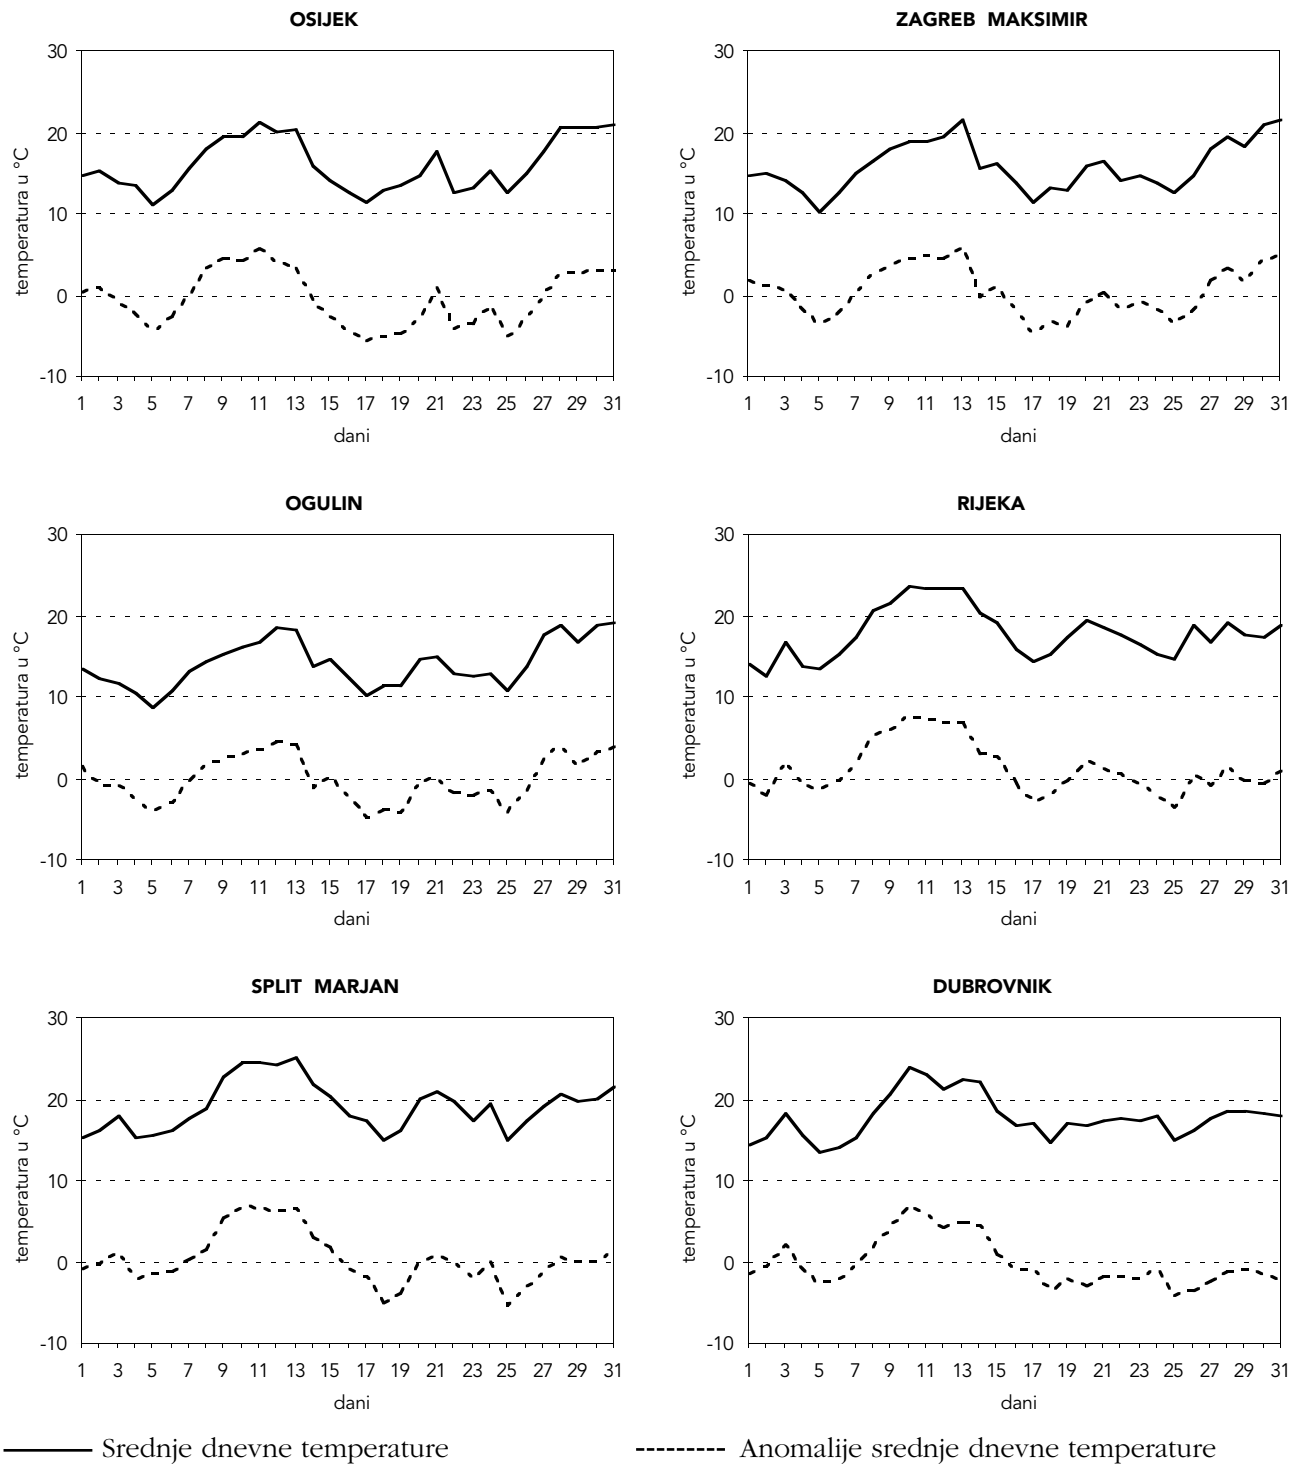 OSIJEK
30
20
10
0
-10
temperatura u °C
1 3 5 7 9 11 13 15 17 19 21 23 25 27 29 31
dani
ZAGREB MAKSIMIR
30
20
10
0
-10
temperatura u °C
1 3 5 7 9 11 13 15 17 19 21 23 25 27 29 31
dani
OGULIN
30
20
10
0
-10
temperatura u °C
1 3 5 7 9 11 13 15 17 19 21 23 25 27 29 31
dani
RIJEKA
30
20
10
0
-10
temperatura u °C
1 3 5 7 9 11 13 15 17 19 21 23 25 27 29 31
dani
SPLIT MARJAN
30
20
10
0
-10
temperatura u °C
1 3 5 7 9 11 13 15 17 19 21 23 25 27 29 31
dani
DUBROVNIK
30
20
10
0
-10
temperatura u °C
1 3 5 7 9 11 13 15 17 19 21 23 25 27 29 31
dani
Srednje dnevne temperature
Anomalije srednje dnevne temperature